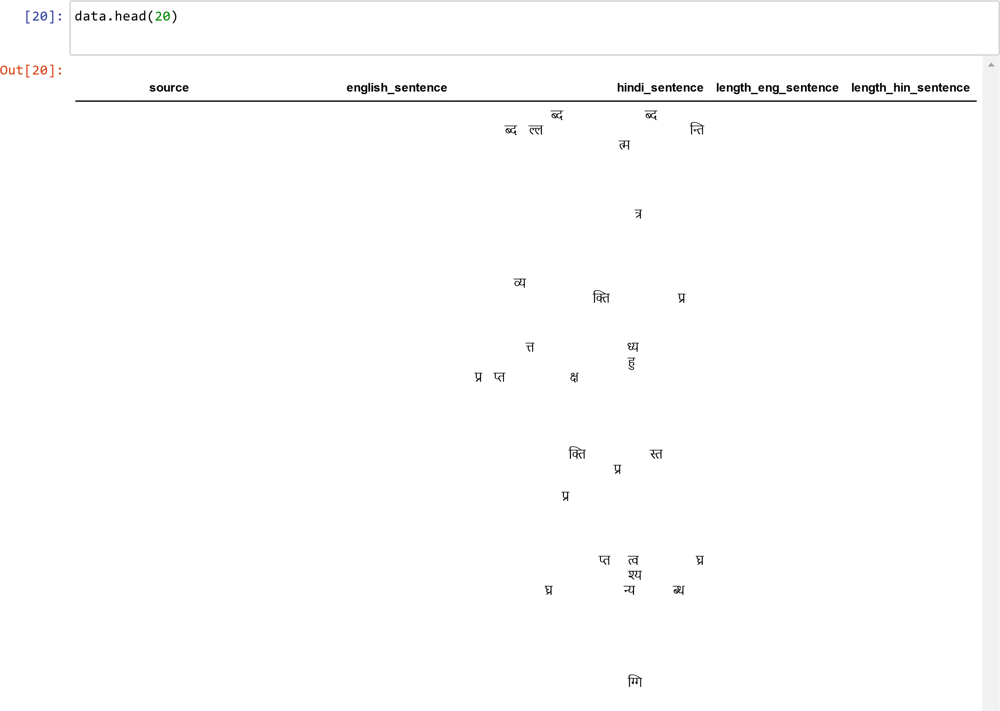 [20]: data.head(20)
Out[20]:
source english_sentence hindi_sentence length_eng_sentence length_hin_sentence
ब्द ब्द
ब्द ल्ल न्ति
त्म
त्र
व्य
क्ति प्र
त्त ध्य
हु
प्र प्त क्ष
क्ति स्त
प्र
प्र
प्त त्व घ्र
श्य
घ्र न्य ब्ध
ग्गि